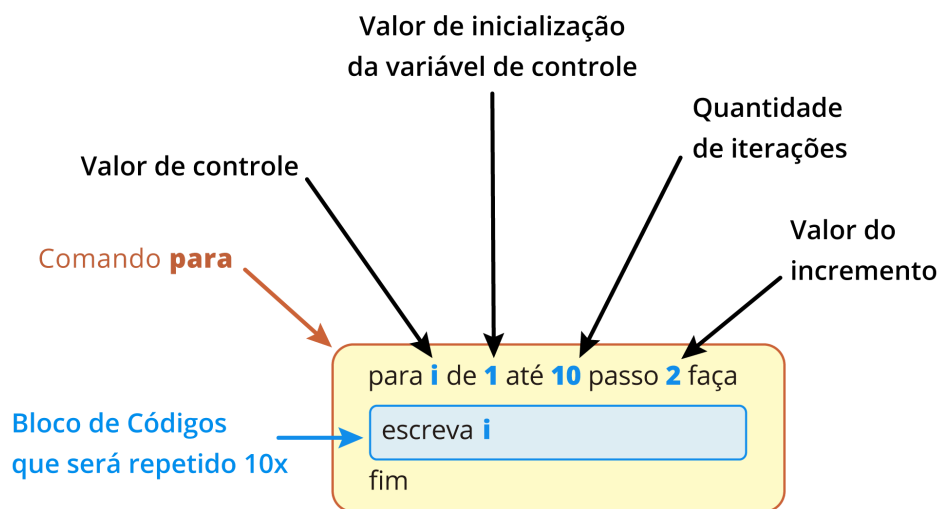 Valor de inicialização
da variável de controle
Quantidade
de iterações
Valor de controle
Valor do
incremento
Comando para
para i de 1 até 10 passo 2 faça
Bloco de Códigos
que será repetido 10x
escreva i
fim